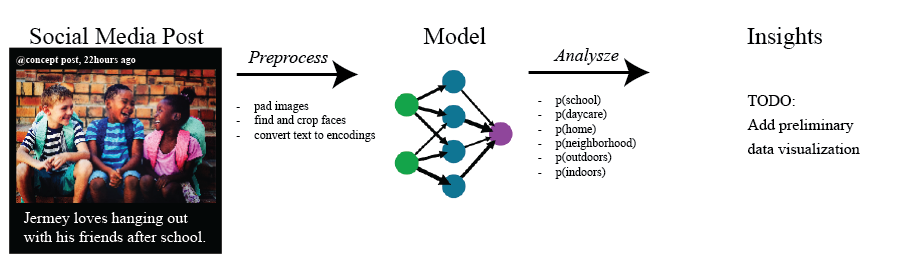 Social Media Post
@concept post, 22hours ago
Jermey loves hanging out
with his friends after school.
Preprocess
- pad images
- find and crop faces
- convert text to encodings
Model
Analysze
- p(school)
- p(daycare)
- p(home)
- p(neighborhood)
- p(outdoors)
- p(indoors)
Insights
TODO:
Add preliminary
data visualization